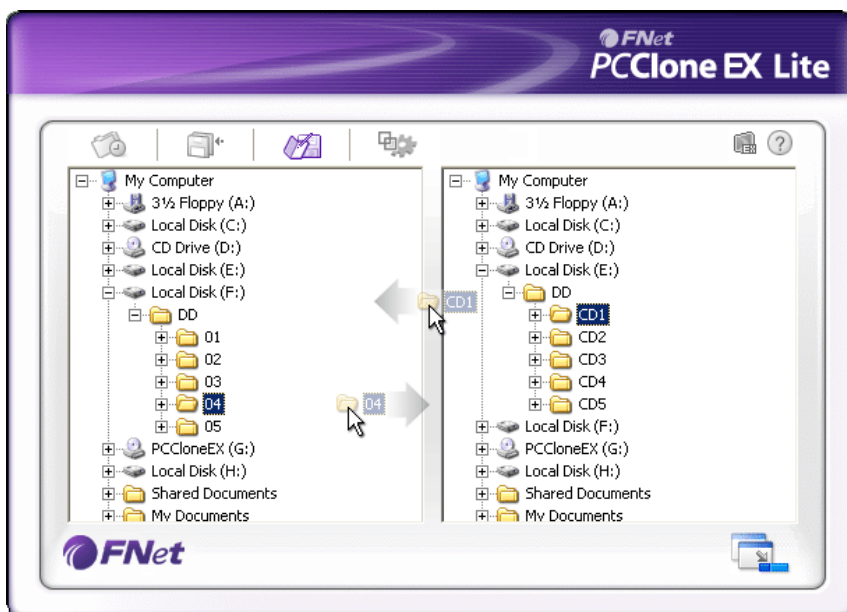 FNet
PCClone EX Lite
EX
?
My Computer
3½ Floppy (A:)
Local Disk (C:)
CD Drive (D:)
Local Disk (E:)
Local Disk (F:)
DD
01
02
03
04
05
PCCloneEX (G:)
Local Disk (H:)
Shared Documents
My Documents
CD1
04
My Computer
3½ Floppy (A:)
Local Disk (C:)
CD Drive (D:)
Local Disk (E:)
DD
CD1
CD2
CD3
CD4
CD5
Local Disk (F:)
PCCloneEX (G:)
Local Disk (H:)
Shared Documents
My Documents
FNet